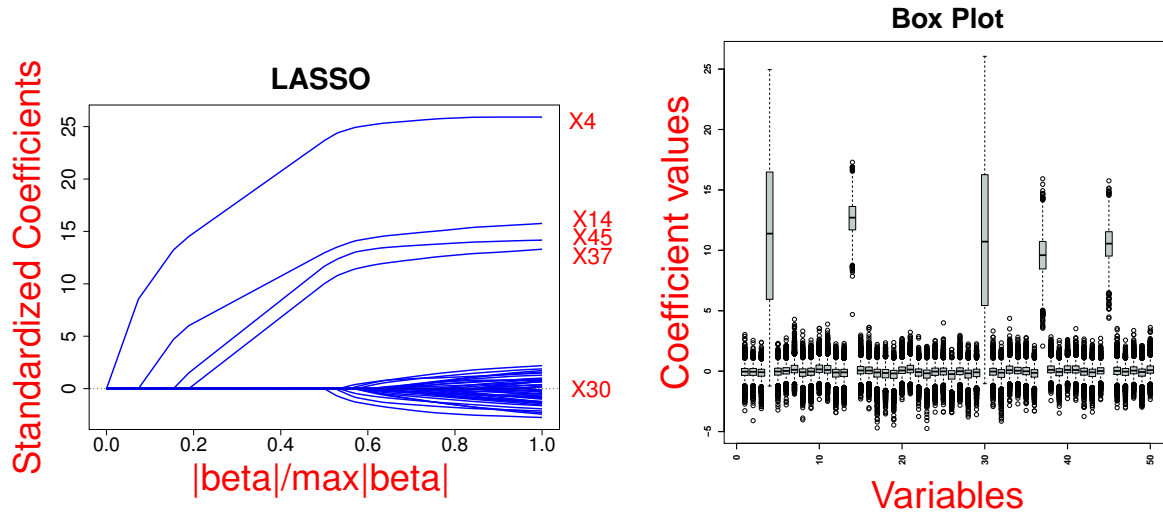 LASSO
Standardized Coefficients
25
20
15
10
5
0
0.0 0.2 0.4 0.6 0.8 1.0
|beta|/max|beta|
X4
X14
X45
X37
X30
Box Plot
Coefficient values
25
20
15
10
5
0
−5
0 10 20 30 40 50
Variables